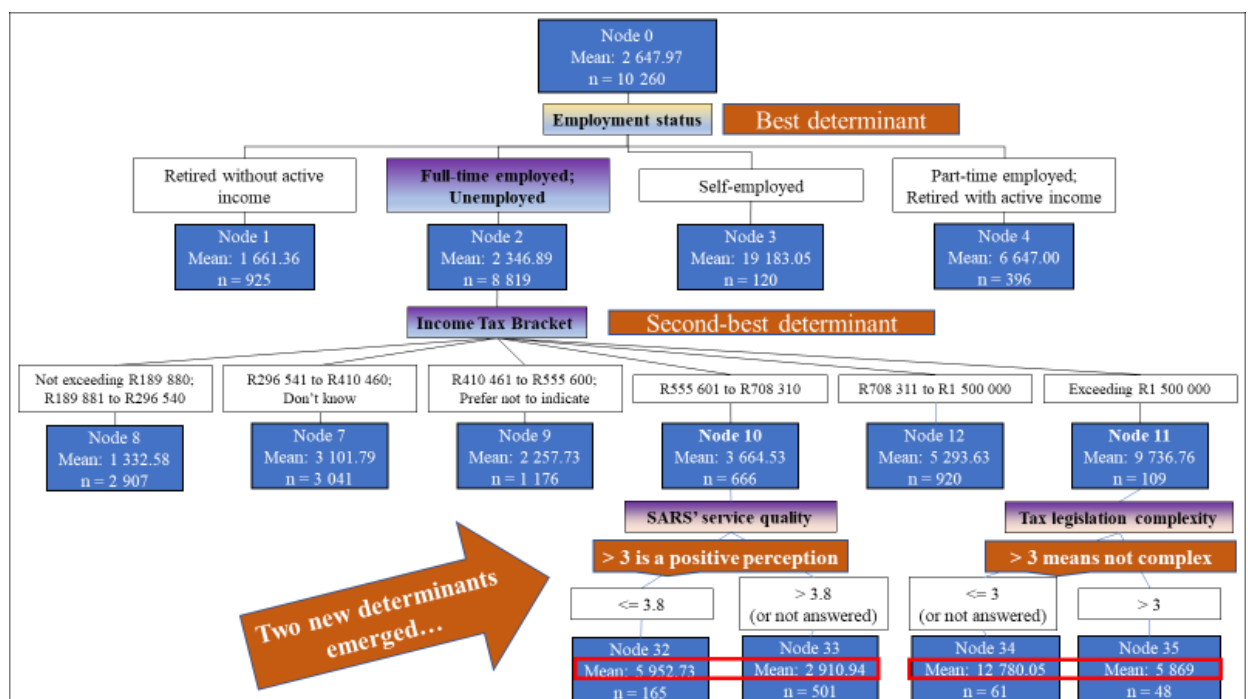 Node 0
Mean: 2 647.97
n = 10 260
Employment status
Best determinant
Retired without active
income
Full-time employed;
Unemployed
Self-employed
Part-time employed;
Retired with active income
Node 1
Mean: 1 661.36
n = 925
Node 2
Mean: 2 346.89
n = 8 819
Node 3
Mean: 19 183.05
n = 120
Node 4
Mean: 6 647.00
n = 396
Income Tax Bracket
Second-best determinant
Not exceeding R189 880;
R189 881 to R296 540
R296 541 to R410 460;
Don't know
R410 461 to R555 600;
Prefer not to indicate
R555 601 to R708 310
R708 311 to R1 500 000
Exceeding R1 500 000
Node 8
Mean: 1 332.58
n = 2 907
Node 7
Mean: 3 101.79
n = 3 041
Node 9
Mean: 2 257.73
n = 1 176
Node 10
Mean: 3 664.53
n = 666
Node 12
Mean: 5 293.63
n = 920
Node 11
Mean: 9 736.76
n = 109
SARS' service quality
Tax legislation complexity
> 3 is a positive perception
> 3 means not complex
Two new determinants
emerged…
<= 3.8
> 3.8
(or not answered)
<= 3
(or not answered)
> 3
Node 32
Mean: 5 952.73
n = 165
Node 33
Mean: 2 910.94
n = 501
Node 34
Mean: 12 780.05
n = 61
Node 35
Mean: 5 869
n = 48